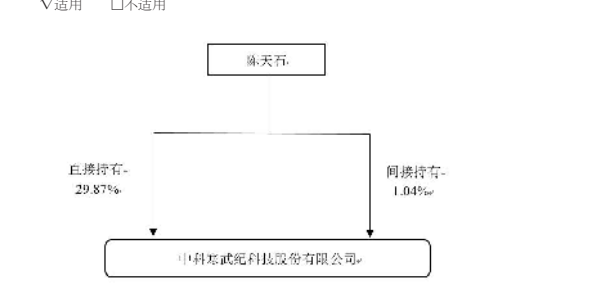 √适用 □不适用
陈天石
直接持有
29.87%
间接持有
1.04%
中科寒武纪科技股份有限公司